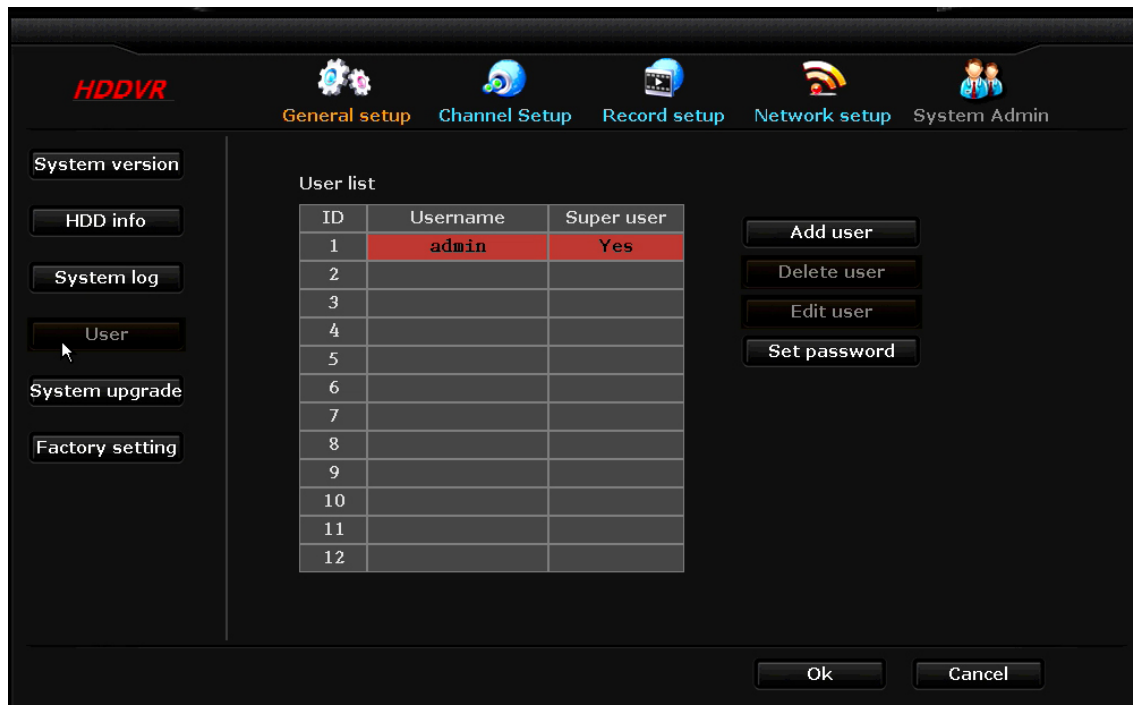 HDDVR
General setup Channel Setup Record setup Network setup System Admin
System version
HDD info
System log
User
System upgrade
Factory setting
User list
ID Username Super user
1 admin Yes
2
3
4
5
6
7
8
9
10
11
12
Add user
Delete user
Edit user
Set password
Ok Cancel